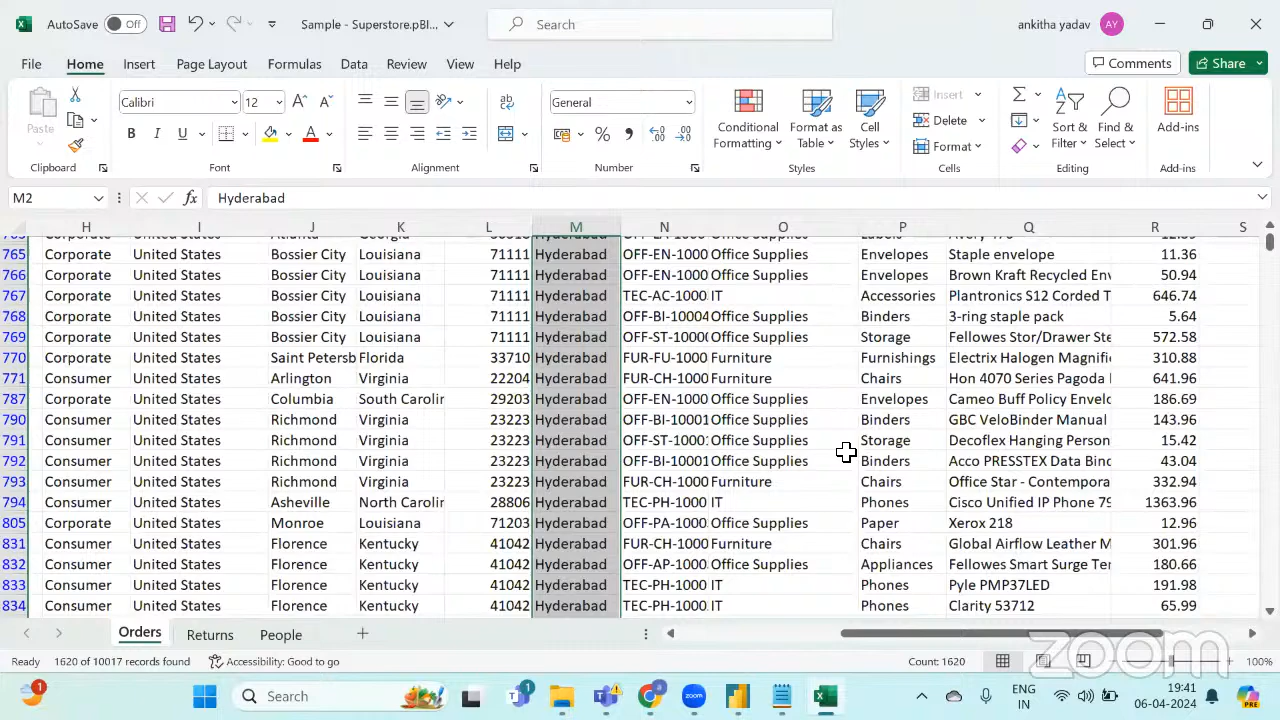 AutoSave Off Sample - Superstore.pBI... Search ankitha yadav AY
File Home Insert Page Layout Formulas Data Review View Help Comments Share
Paste Calibri 12 General Conditional Formatting Format as Table Cell Styles Insert Delete Format Sort & Filter Find & Select Add-ins
Clipboard Font Alignment Number Styles Cells Editing Add-ins
M2 fx Hyderabad
H I J K L M N O P Q R S
765 Corporate United States Bossier City Louisiana 71111 Hyderabad OFF-EN-1000 Office Supplies Envelopes Staple envelope 11.36
766 Corporate United States Bossier City Louisiana 71111 Hyderabad OFF-EN-1000 Office Supplies Envelopes Brown Kraft Recycled Env 50.94
767 Corporate United States Bossier City Louisiana 71111 Hyderabad TEC-AC-1000 IT Accessories Plantronics S12 Corded T 646.74
768 Corporate United States Bossier City Louisiana 71111 Hyderabad OFF-BI-10004 Office Supplies Binders 3-ring staple pack 5.64
769 Corporate United States Bossier City Louisiana 71111 Hyderabad OFF-ST-1000 Office Supplies Storage Fellowes Stor/Drawer Ste 572.58
770 Corporate United States Saint Petersb Florida 33710 Hyderabad FUR-FU-1000 Furniture Furnishings Electrix Halogen Magnifi 310.88
771 Consumer United States Arlington Virginia 22204 Hyderabad FUR-CH-1000 Furniture Chairs Hon 4070 Series Pagoda 641.96
787 Consumer United States Columbia South Carolin 29203 Hyderabad OFF-EN-1000 Office Supplies Envelopes Cameo Buff Policy Envelo 186.69
790 Consumer United States Richmond Virginia 23223 Hyderabad OFF-BI-10001 Office Supplies Binders GBC VeloBinder Manual 143.96
791 Consumer United States Richmond Virginia 23223 Hyderabad OFF-ST-1000 Office Supplies Storage Decoflex Hanging Person 15.42
792 Consumer United States Richmond Virginia 23223 Hyderabad OFF-BI-10001 Office Supplies Binders Acco PRESSTEX Data Bind 43.04
793 Consumer United States Richmond Virginia 23223 Hyderabad FUR-CH-1000 Furniture Chairs Office Star - Contempora 332.94
794 Consumer United States Asheville North Carolin 28806 Hyderabad TEC-PH-1000 IT Phones Cisco Unified IP Phone 79 1363.96
805 Corporate United States Monroe Louisiana 71203 Hyderabad OFF-PA-1000 Office Supplies Paper Xerox 218 12.96
831 Consumer United States Florence Kentucky 41042 Hyderabad FUR-CH-1000 Furniture Chairs Global Airflow Leather M 301.96
832 Consumer United States Florence Kentucky 41042 Hyderabad OFF-AP-1000 Office Supplies Appliances Fellowes Smart Surge Ter 180.66
833 Consumer United States Florence Kentucky 41042 Hyderabad TEC-PH-1000 IT Phones Pyle PMP37LED 191.98
834 Consumer United States Florence Kentucky 41042 Hyderabad TEC-PH-1000 IT Phones Clarity 53712 65.99
Orders Returns People
Ready 1620 of 10017 records found Accessibility: Good to go Count: 1620 100%
zoom
Search ENG IN 19:41 06-04-2024